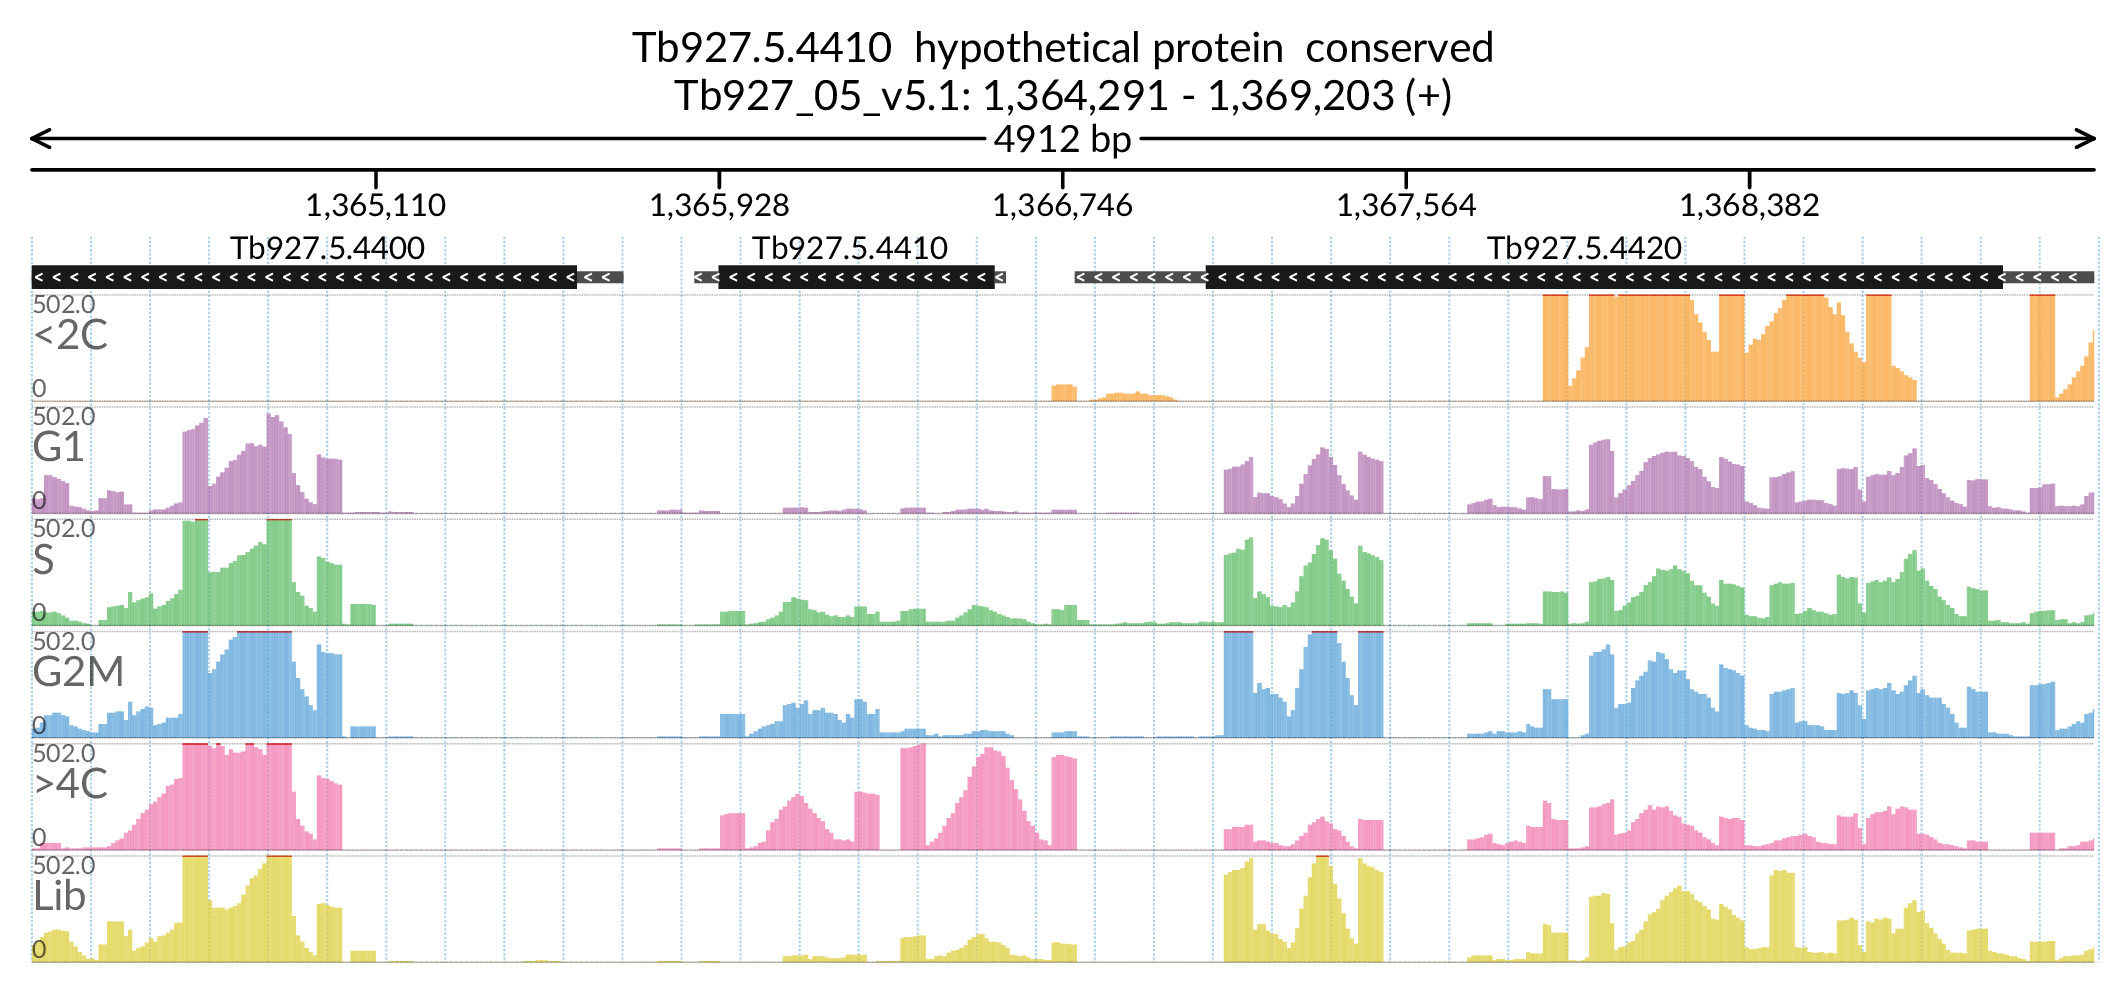 Tb927.5.4410  hypothetical protein  conserved
Tb927_05_v5.1: 1,364,291 - 1,369,203 (+)
4912 bp
1,365,110 1,365,928 1,366,746 1,367,564 1,368,382
Tb927.5.4400 Tb927.5.4410 Tb927.5.4420
502.0
<2C
0
502.0
G1
0
502.0
S
0
502.0
G2M
0
502.0
>4C
0
502.0
Lib
0